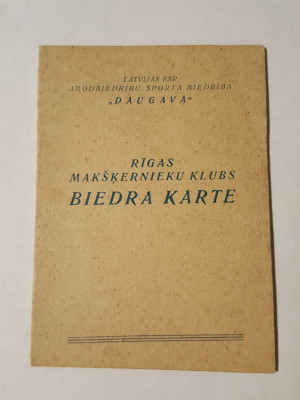 LATVIJAS PSR
ARODBIEDRĪBU SPORTA BIEDRĪBA
„DAUGAVA“
RĪGAS
MAKŠĶERNIEKU KLUBS
BIEDRA KARTE